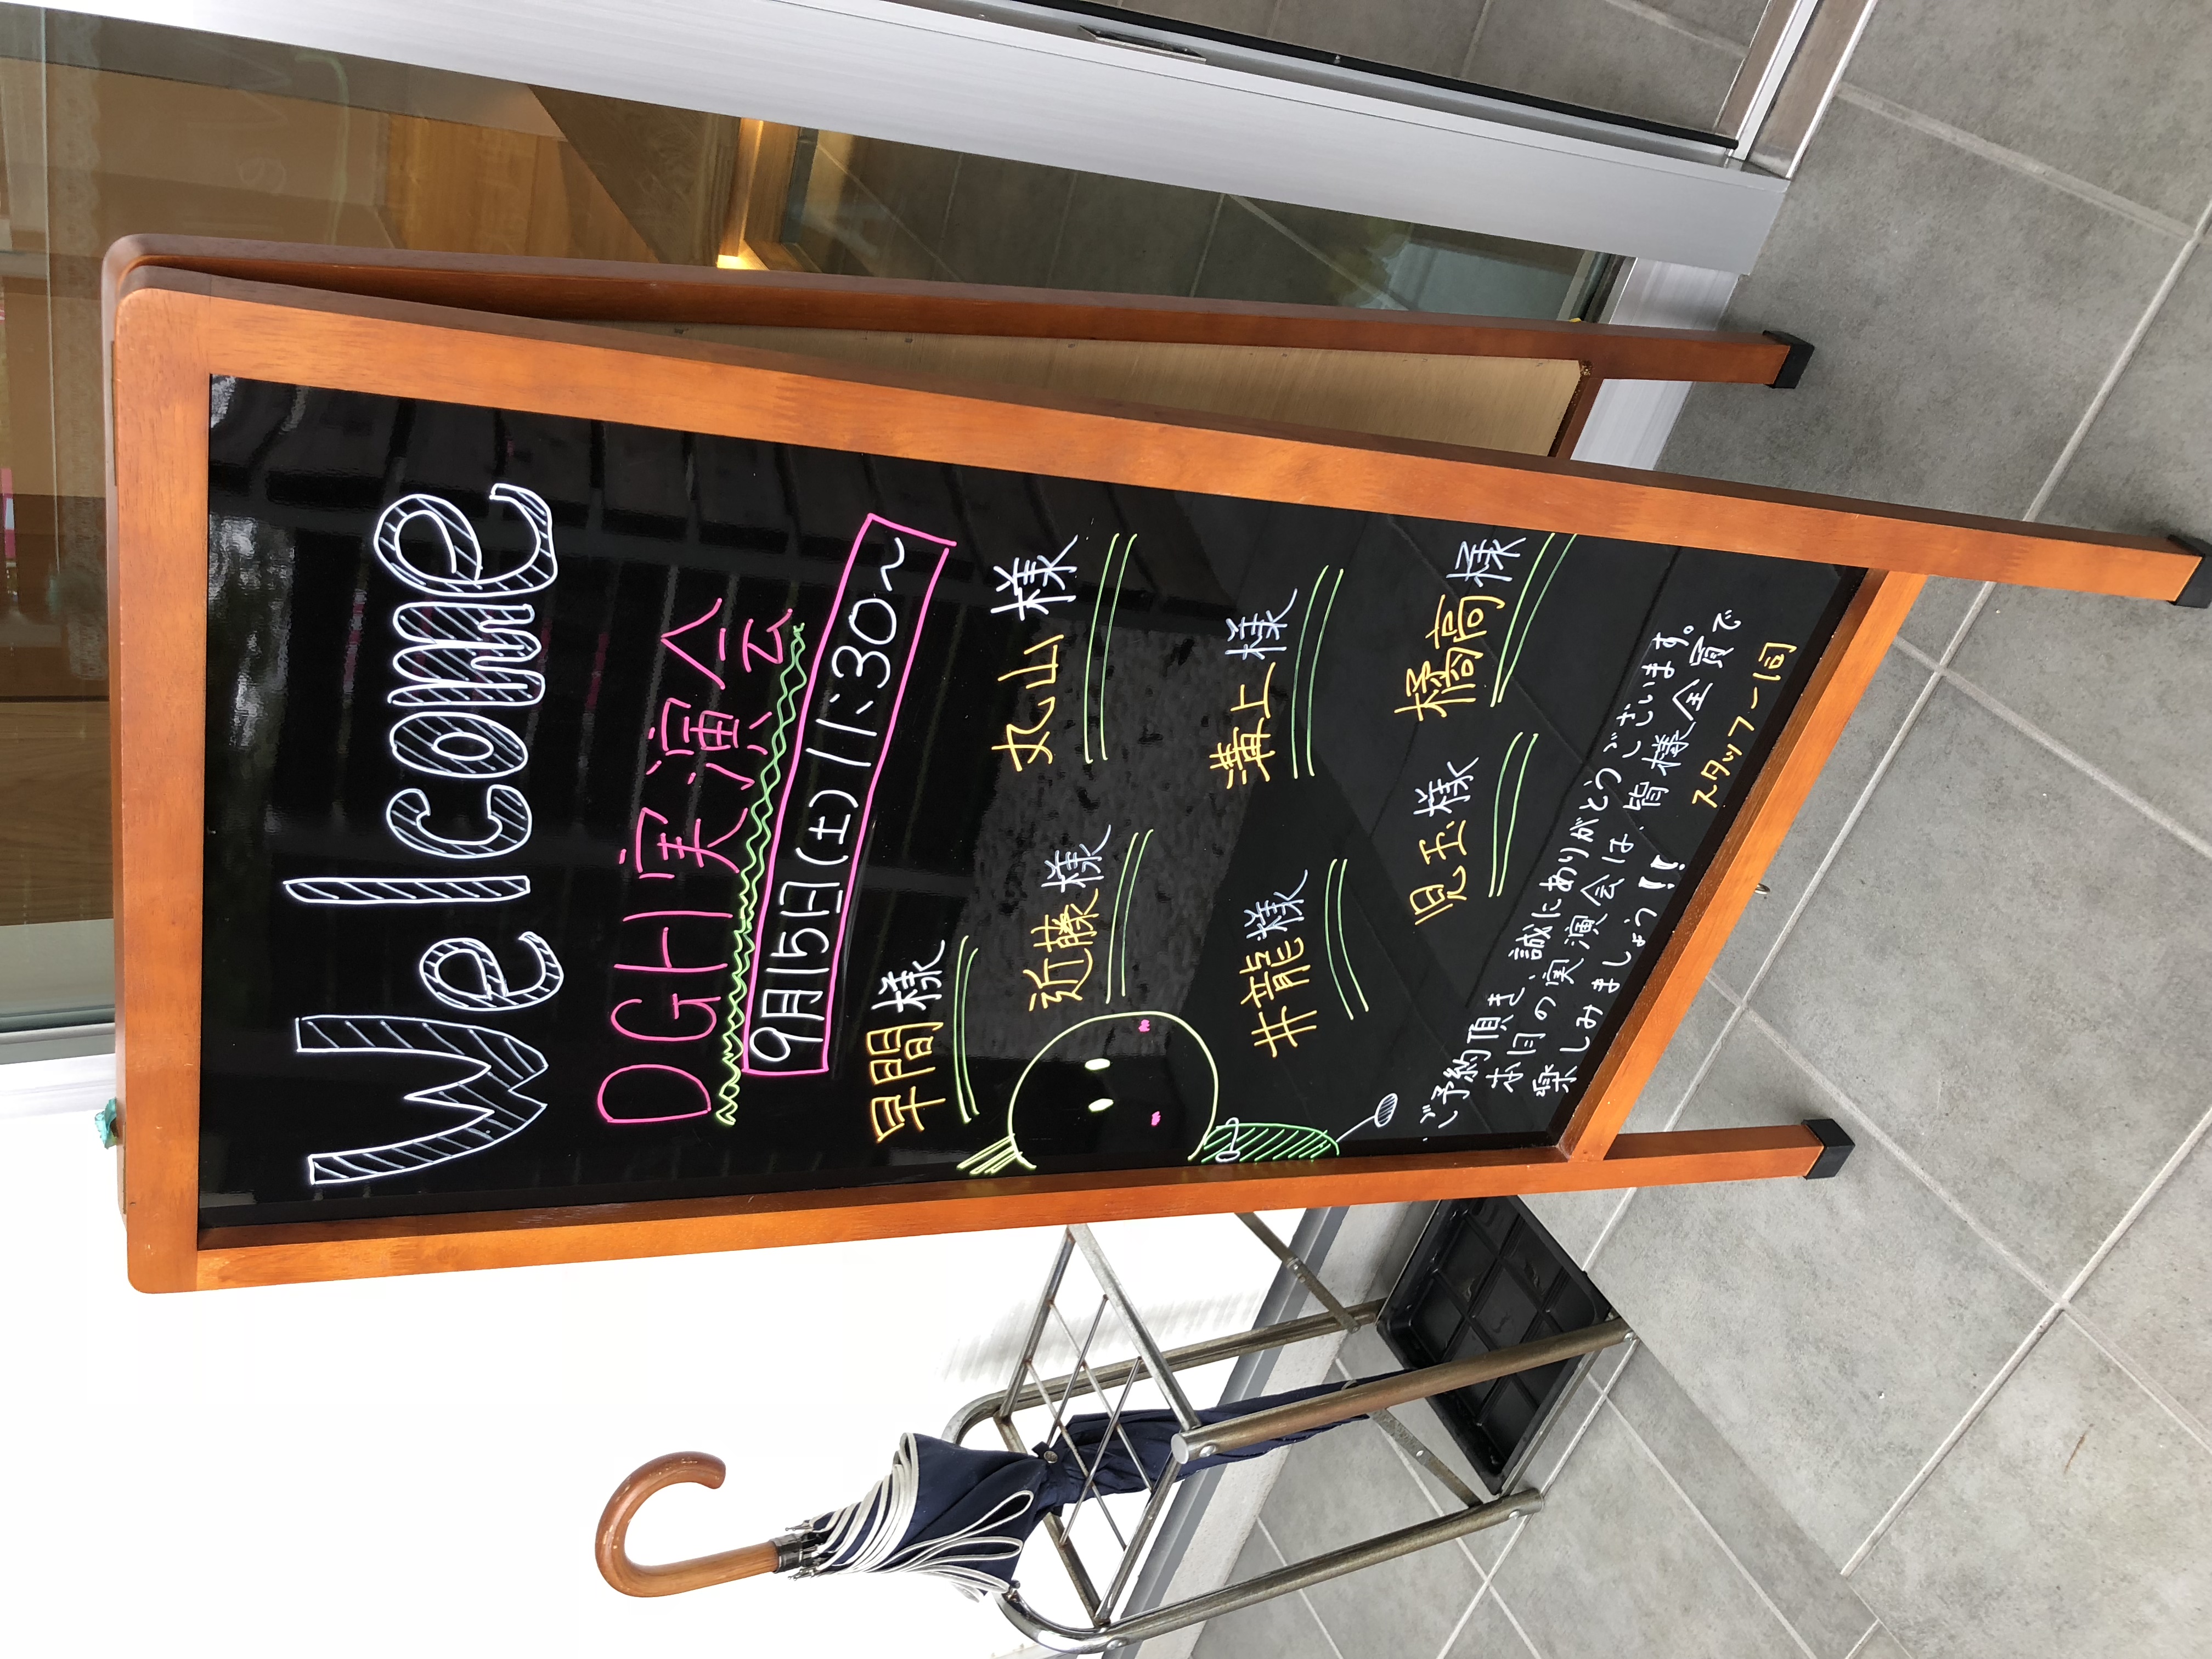 Welcome
DGH実演会
9月15日(土)11:30〜
早間様
丸山様
近藤様
溝上様
井龍様
橘高様
児玉様
ご予約頂き、誠にありがとうございます。
本日の実演会は、皆様全員で
楽しみましょう!!
スタッフ一同